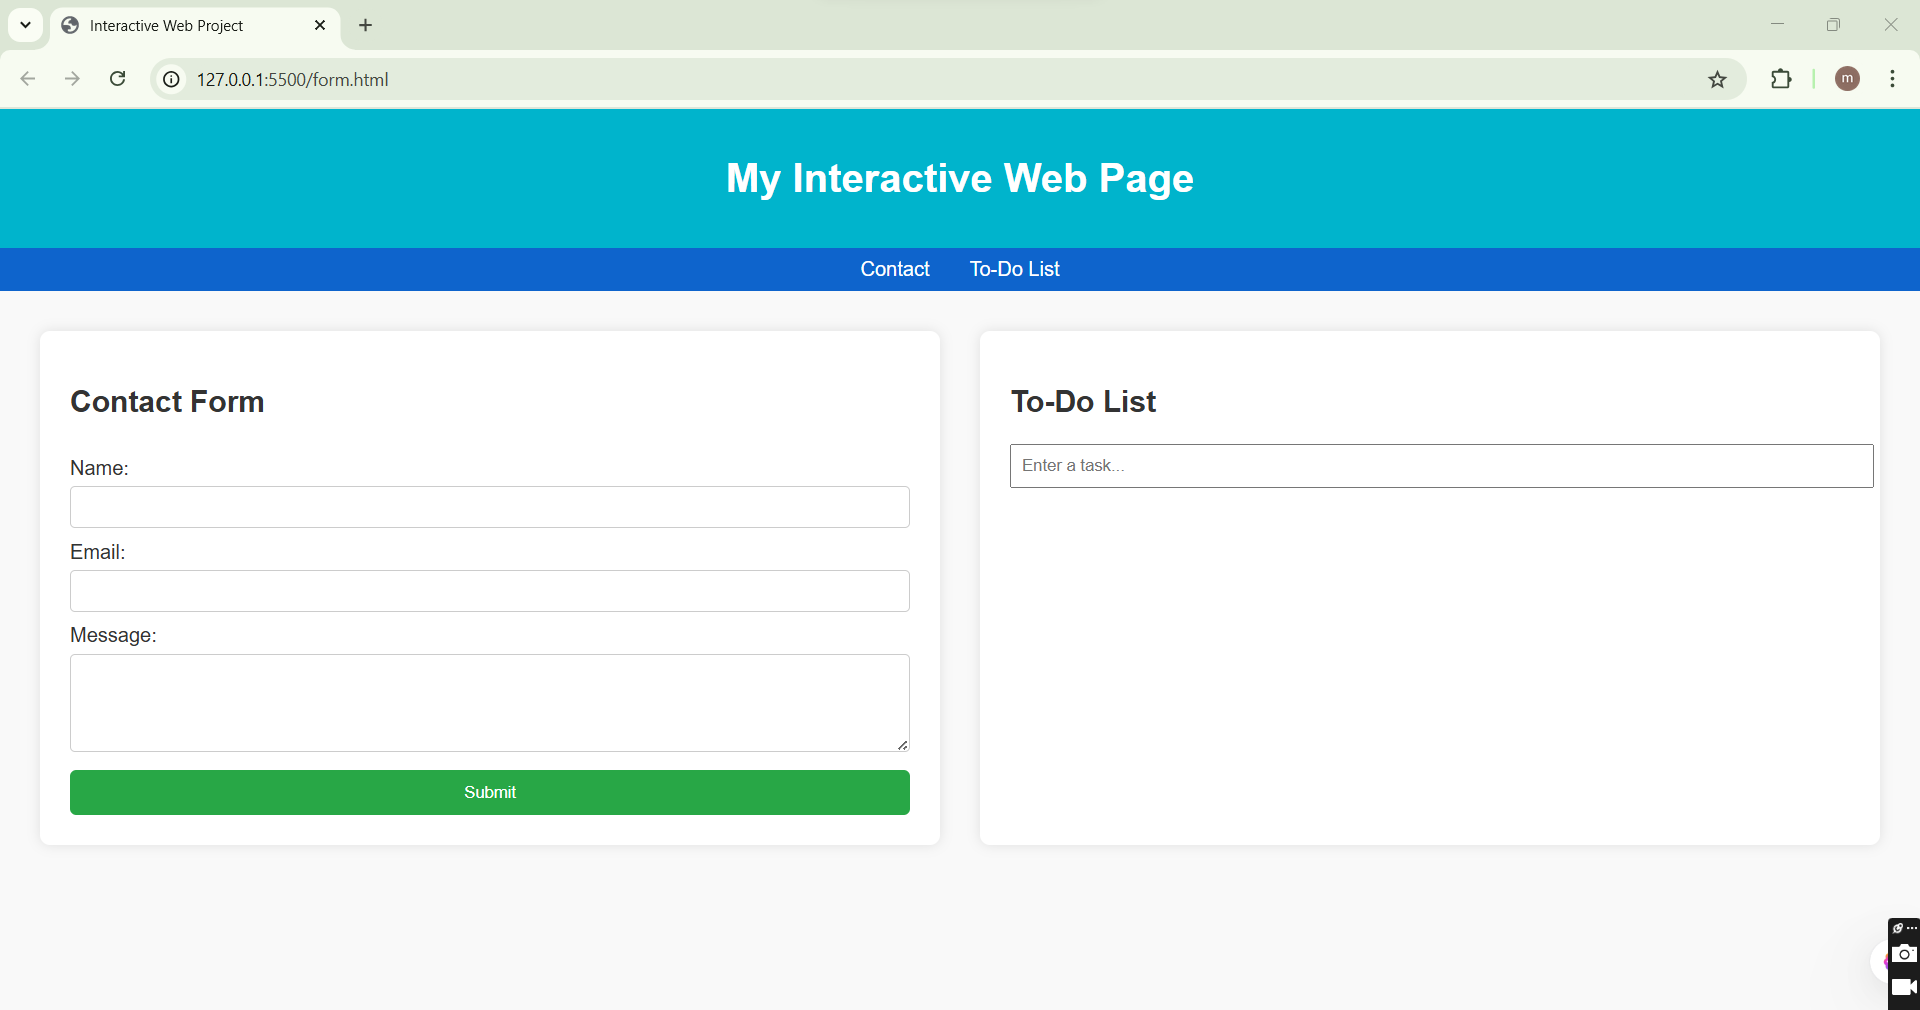 Interactive Web Project
127.0.0.1:5500/form.html
m
My Interactive Web Page
Contact To-Do List
Contact Form
Name:
Email:
Message:
Submit
To-Do List
Enter a task...